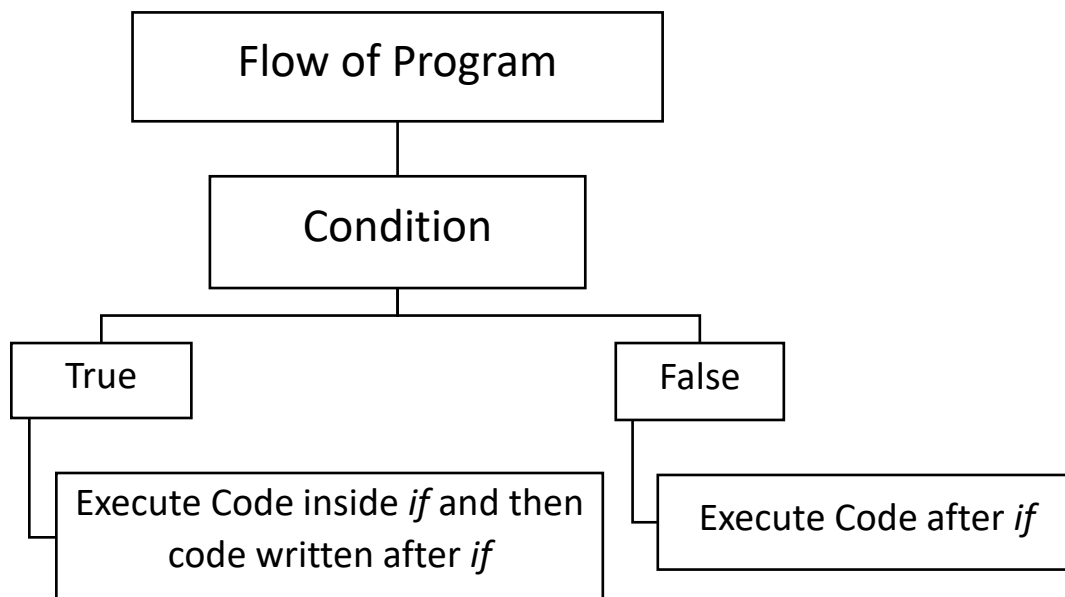 Flow of Program
Condition
True
False
Execute Code inside if and then
code written after if
Execute Code after if